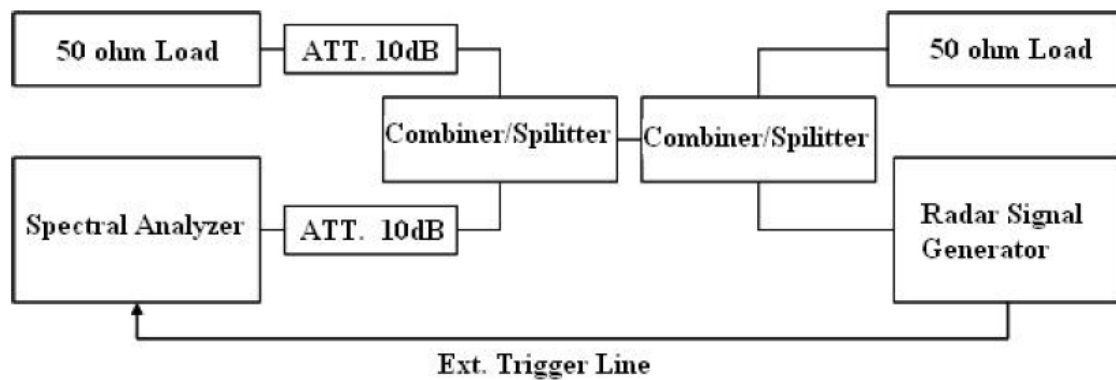 50 ohm Load
ATT. 10dB
50 ohm Load
Combiner/Spilitter
Combiner/Spilitter
Spectral Analyzer
ATT. 10dB
Radar Signal
Generator
Ext. Trigger Line